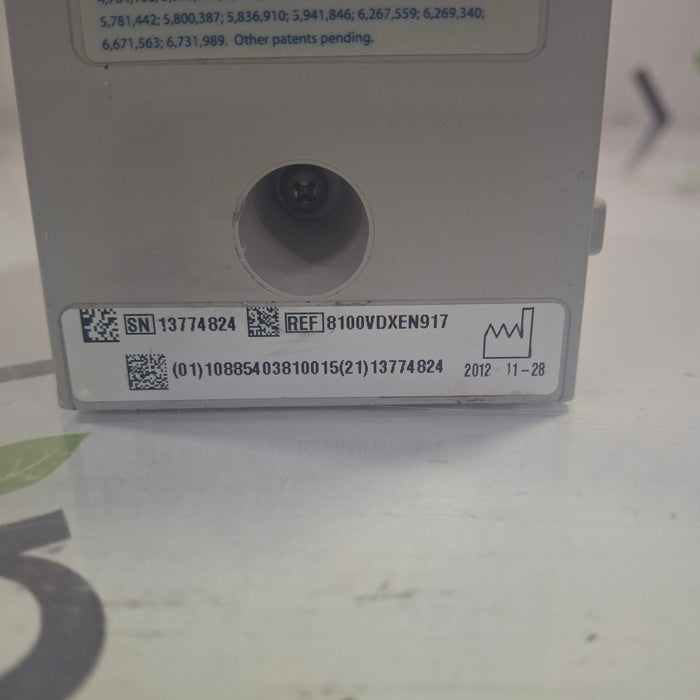 5,781,442; 5,800,387; 5,836,910; 5,941,846; 6,267,559; 6,269,340;
6,671,563; 6,731,989. Other patents pending.
SN 13774824 REF 8100VDXEN917
(01)10885403810015(21)13774824 2012-11-28